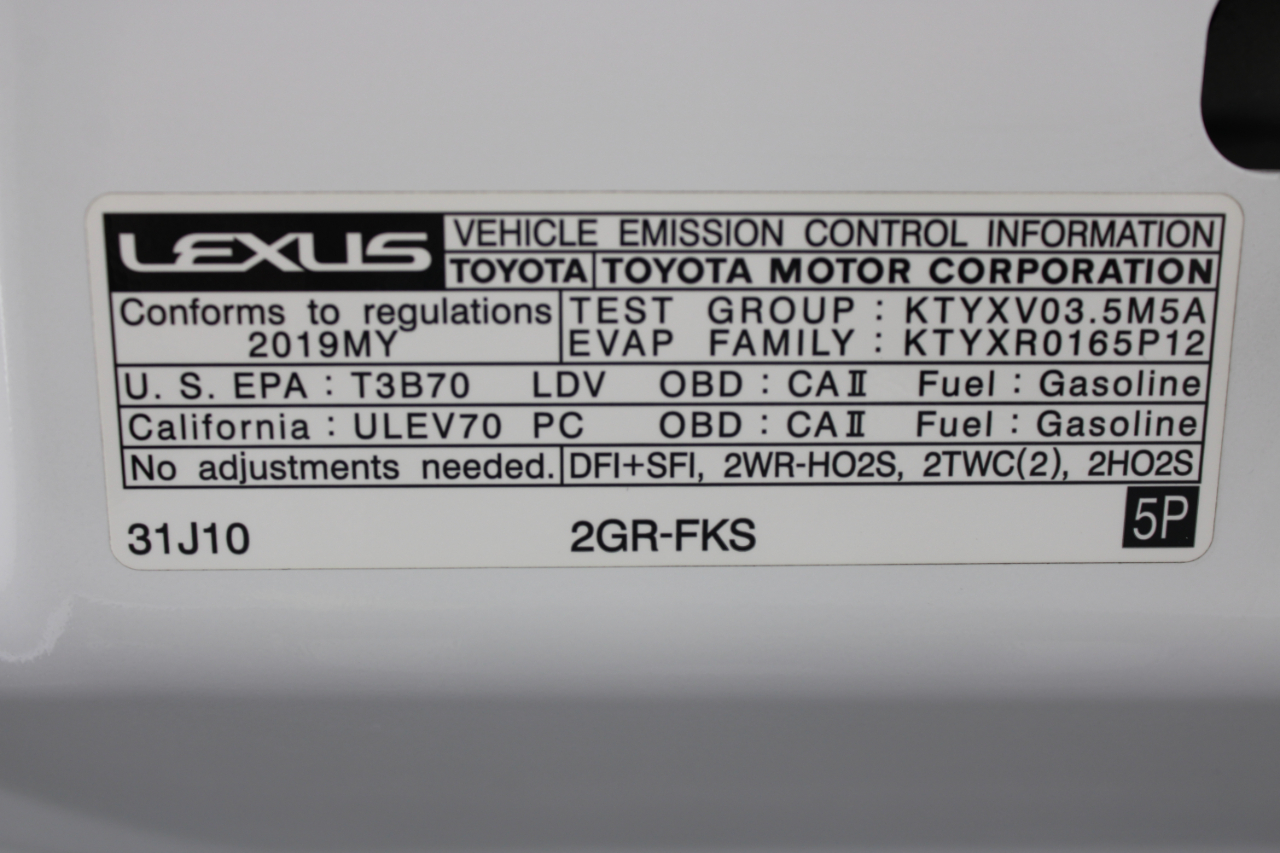 LEXUS VEHICLE EMISSION CONTROL INFORMATION
TOYOTA TOYOTA MOTOR CORPORATION
Conforms to regulations TEST GROUP : KTYXV03.5M5A
2019MY EVAP FAMILY : KTYXR0165P12
U. S. EPA : T3B70 LDV OBD : CAⅡ Fuel : Gasoline
California : ULEV70 PC OBD : CAⅡ Fuel : Gasoline
No adjustments needed. DFI+SFI, 2WR-HO2S, 2TWC(2), 2HO2S
31J10 2GR-FKS 5P